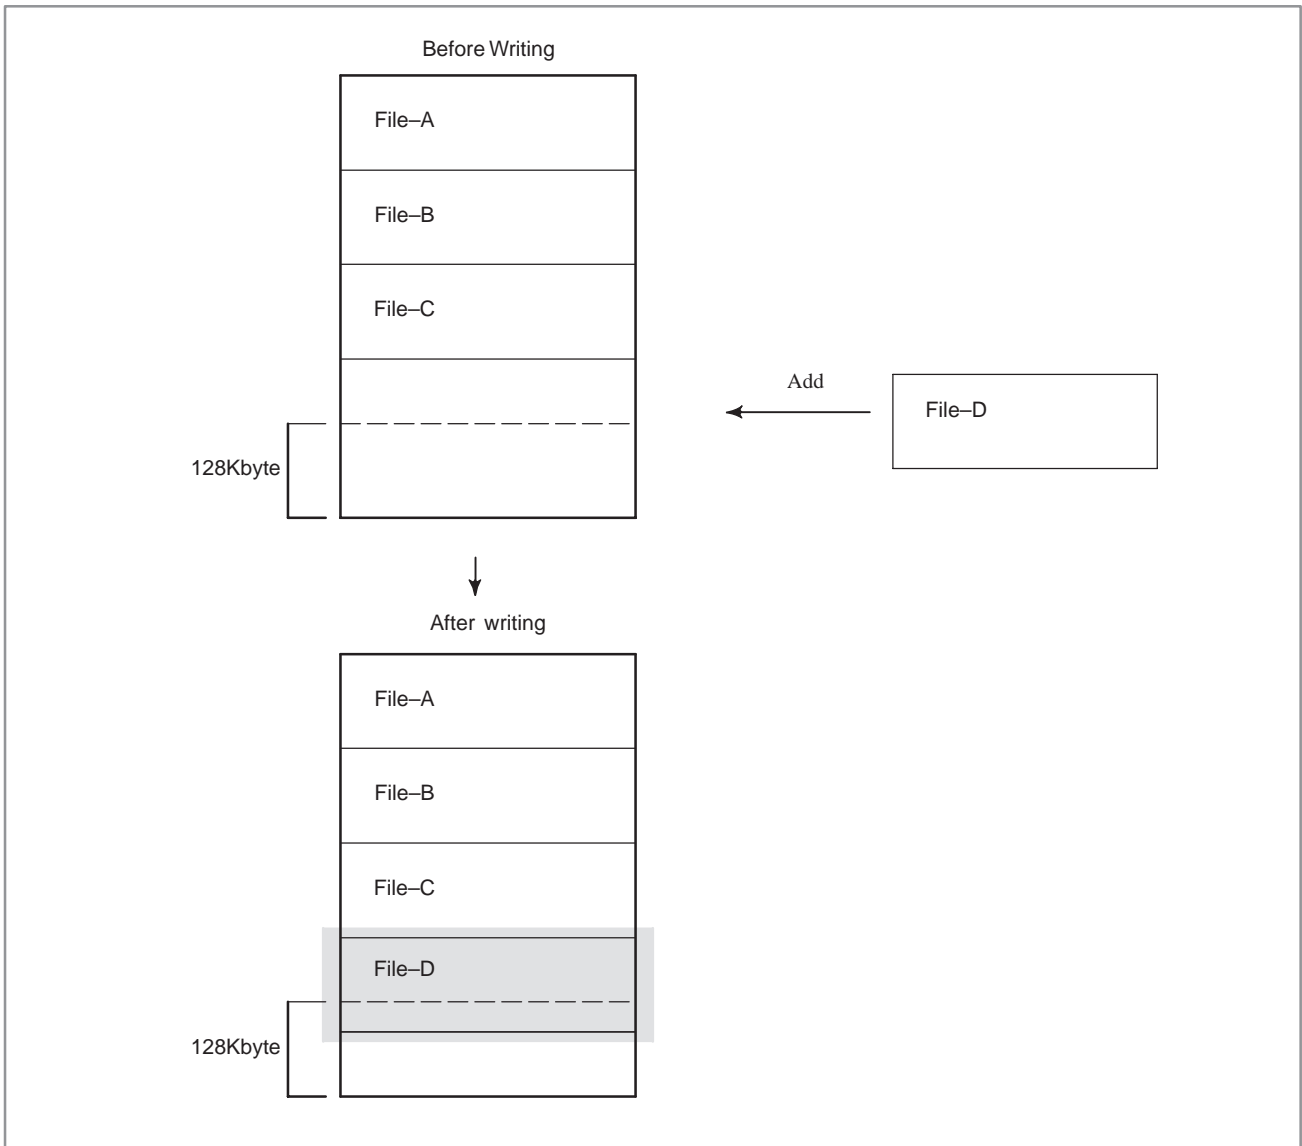 Before Writing
File–A
File–B
File–C
Add
File–D
128Kbyte
After writing
File–A
File–B
File–C
File–D
128Kbyte